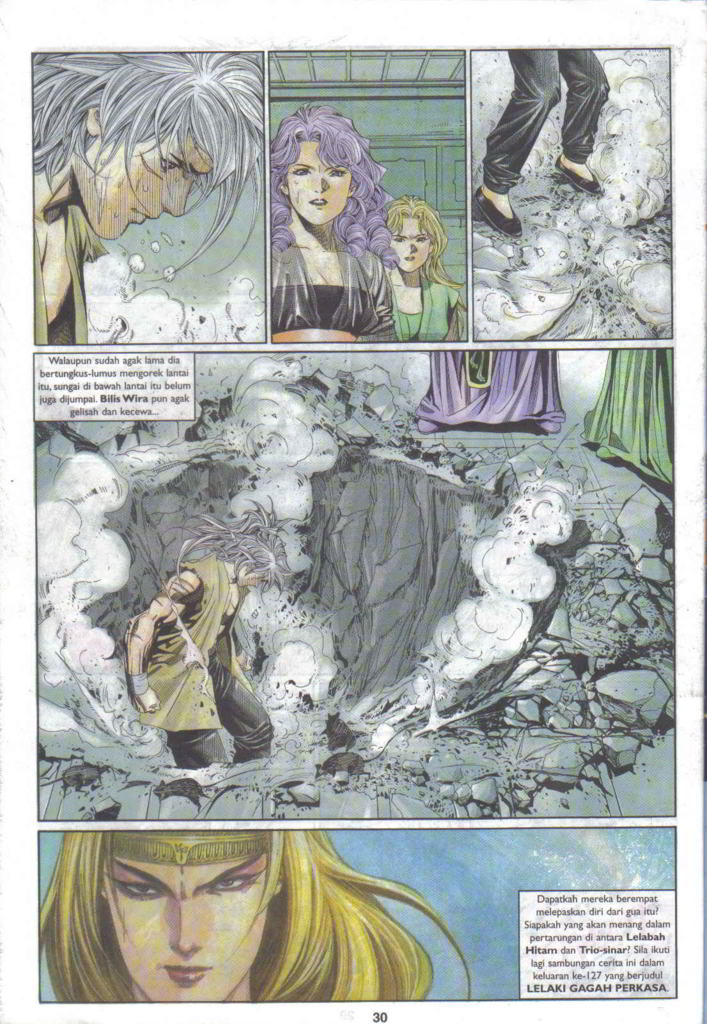 Walaupun sudah agak lama dia
bertungkus-lumus mengorek lantai
itu, sungai di bawah lantai itu belum
juga dijumpai. Bilis Wira pun agak
gelisah dan kecewa...
Dapatkah mereka berempat
melepaskan diri dari gua itu?
Siapakah yang akan menang dalam
pertarungan di antara Lelabah
Hitam dan Trio-sinar? Sila ikuti
lagi sambungan cerita ini dalam
keluaran ke-127 yang berjudul
LELAKI GAGAH PERKASA.
30